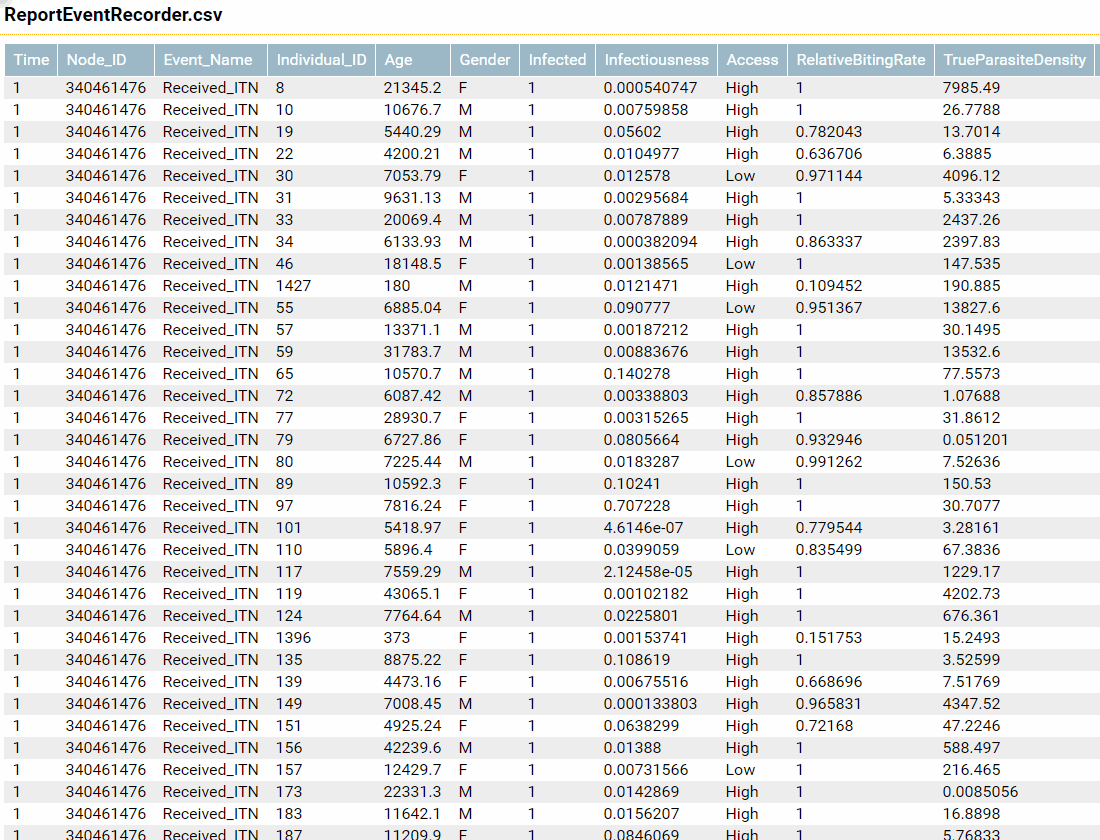 ReportEventRecorder.csv
Time Node_ID Event_Name Individual_ID Age Gender Infected Infectiousness Access RelativeBitingRate TrueParasiteDensity
1 340461476 Received_ITN 8 21345.2 F 1 0.000540747 High 1 7985.49
1 340461476 Received_ITN 10 10676.7 M 1 0.00759858 High 1 26.7788
1 340461476 Received_ITN 19 5440.29 M 1 0.05602 High 0.782043 13.7014
1 340461476 Received_ITN 22 4200.21 M 1 0.0104977 High 0.636706 6.3885
1 340461476 Received_ITN 30 7053.79 F 1 0.012578 Low 0.971144 4096.12
1 340461476 Received_ITN 31 9631.13 M 1 0.00295684 High 1 5.33343
1 340461476 Received_ITN 33 20069.4 M 1 0.00787889 High 1 2437.26
1 340461476 Received_ITN 34 6133.93 M 1 0.000382094 High 0.863337 2397.83
1 340461476 Received_ITN 46 18148.5 F 1 0.00138565 Low 1 147.535
1 340461476 Received_ITN 1427 180 M 1 0.0121471 High 0.109452 190.885
1 340461476 Received_ITN 55 6885.04 F 1 0.090777 Low 0.951367 13827.6
1 340461476 Received_ITN 57 13371.1 M 1 0.00187212 High 1 30.1495
1 340461476 Received_ITN 59 31783.7 M 1 0.00883676 High 1 13532.6
1 340461476 Received_ITN 65 10570.7 M 1 0.140278 High 1 77.5573
1 340461476 Received_ITN 72 6087.42 M 1 0.00338803 High 0.857886 1.07688
1 340461476 Received_ITN 77 28930.7 F 1 0.00315265 High 1 31.8612
1 340461476 Received_ITN 79 6727.86 F 1 0.0805664 High 0.932946 0.051201
1 340461476 Received_ITN 80 7225.44 M 1 0.0183287 Low 0.991262 7.52636
1 340461476 Received_ITN 89 10592.3 F 1 0.10241 High 1 150.53
1 340461476 Received_ITN 97 7816.24 F 1 0.707228 High 1 30.7077
1 340461476 Received_ITN 101 5418.97 F 1 4.6146e-07 High 0.779544 3.28161
1 340461476 Received_ITN 110 5896.4 F 1 0.0399059 Low 0.835499 67.3836
1 340461476 Received_ITN 117 7559.29 M 1 2.12458e-05 High 1 1229.17
1 340461476 Received_ITN 119 43065.1 F 1 0.00102182 High 1 4202.73
1 340461476 Received_ITN 124 7764.64 M 1 0.0225801 High 1 676.361
1 340461476 Received_ITN 1396 373 F 1 0.00153741 High 0.151753 15.2493
1 340461476 Received_ITN 135 8875.22 F 1 0.108619 High 1 3.52599
1 340461476 Received_ITN 139 4473.16 F 1 0.00675516 High 0.668696 7.51769
1 340461476 Received_ITN 149 7008.45 M 1 0.000133803 High 0.965831 4347.52
1 340461476 Received_ITN 151 4925.24 F 1 0.0638299 High 0.72168 47.2246
1 340461476 Received_ITN 156 42239.6 M 1 0.01388 High 1 588.497
1 340461476 Received_ITN 157 12429.7 F 1 0.00731566 Low 1 216.465
1 340461476 Received_ITN 173 22331.3 M 1 0.0142869 High 1 0.0085056
1 340461476 Received_ITN 183 11642.1 M 1 0.0156207 High 1 16.8898
1 340461476 Received_ITN 187 11209.9 F 1 0.0846069 High 1 5.76833